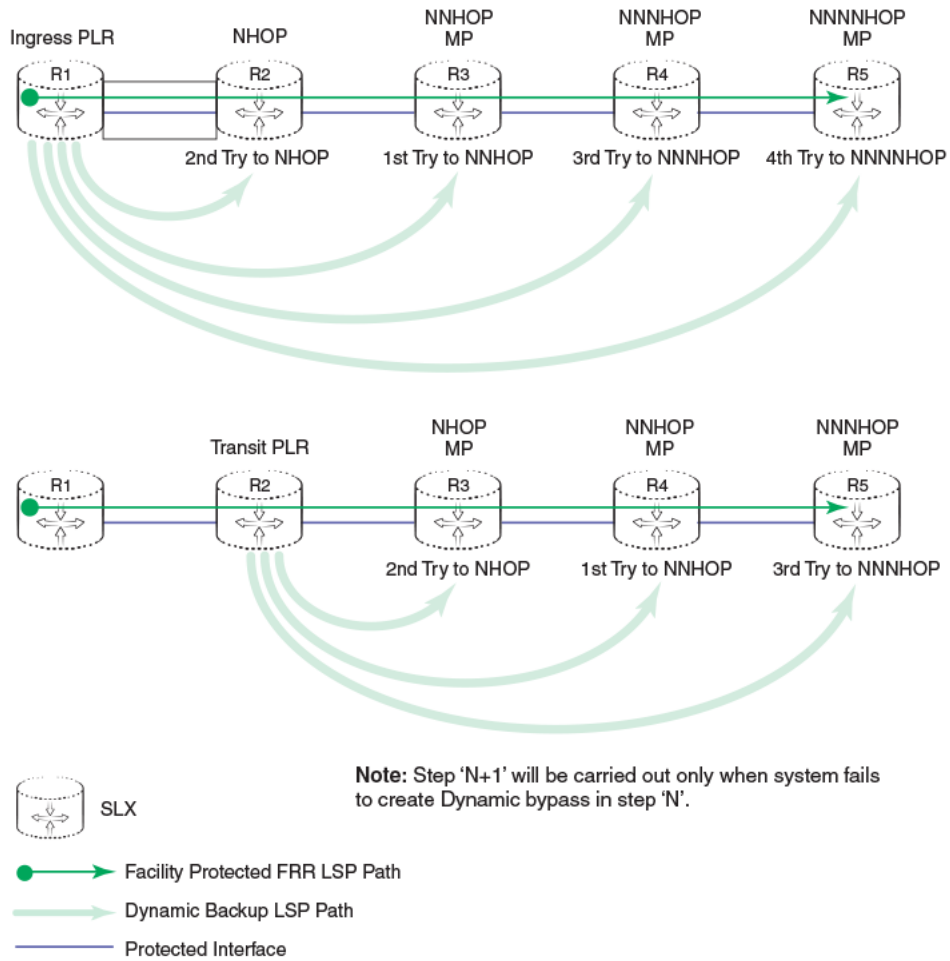 Ingress PLR
NHOP
NNHOP
MP
NNNHOP
MP
NNNNHOP
MP
R1
R2
R3
R4
R5
2nd Try to NHOP
1st Try to NNHOP
3rd Try to NNNHOP
4th Try to NNNNHOP
Transit PLR
NHOP
MP
NNHOP
MP
NNNHOP
MP
R1
R2
R3
R4
R5
2nd Try to NHOP
1st Try to NNHOP
3rd Try to NNNHOP
Note: Step ‘N+1’ will be carried out only when system fails
to create Dynamic bypass in step ‘N’.
SLX
Facility Protected FRR LSP Path
Dynamic Backup LSP Path
Protected Interface